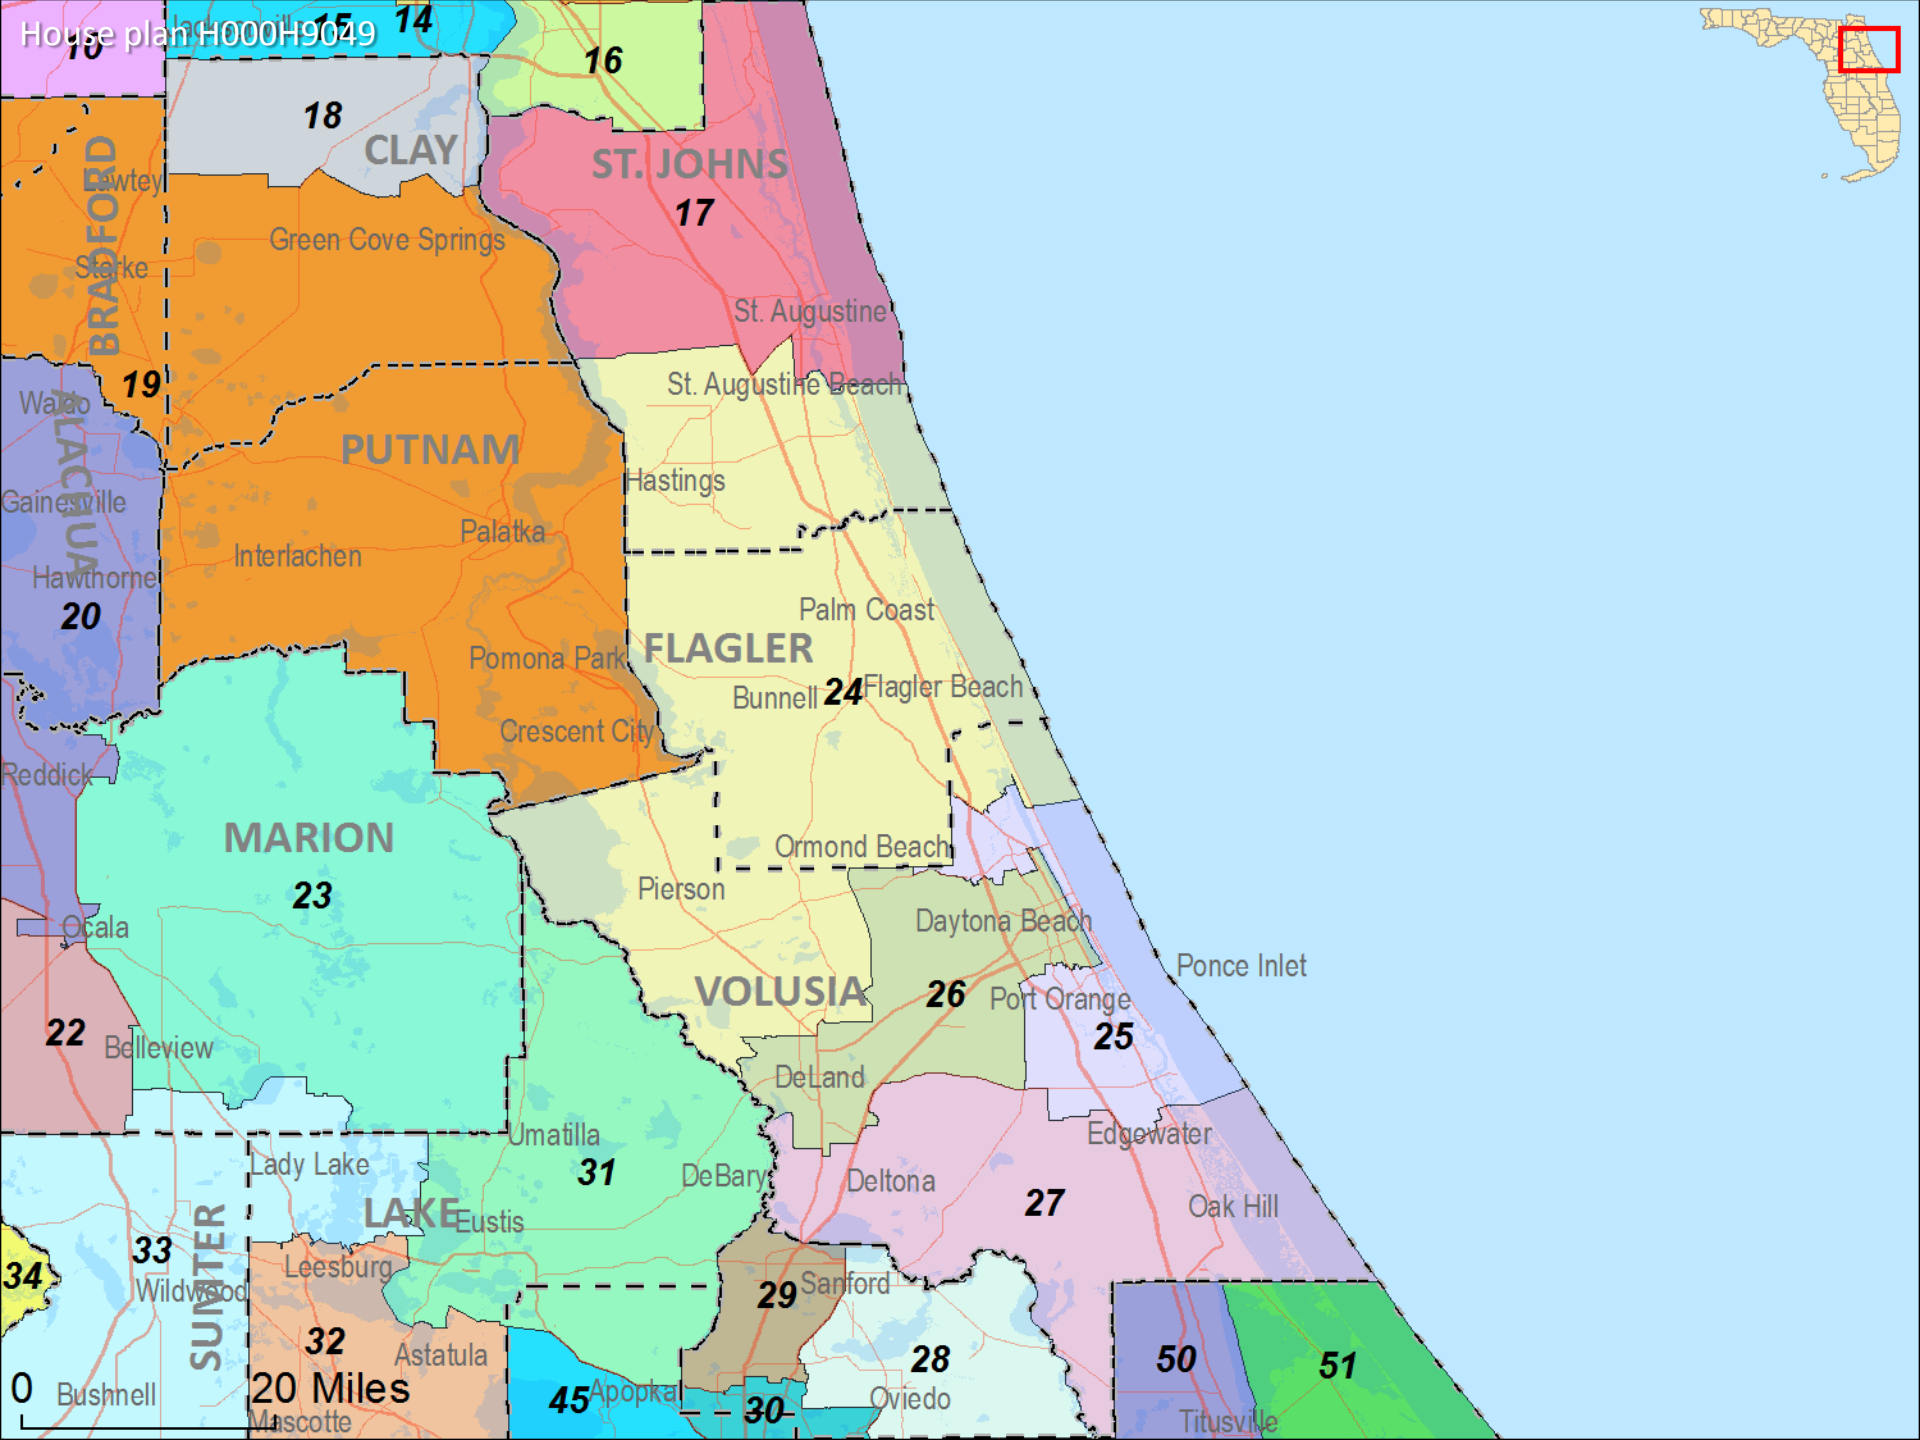 House plan H000H9049
Jacksonville
15
14
10
16
18
CLAY
ST. JOHNS
17
BRADFORD
Lawtey
Green Cove Springs
Starke
St. Augustine
19
St. Augustine Beach
Waldo
ALACHUA
PUTNAM
Hastings
Gainesville
Palatka
Interlachen
Hawthorne
20
Palm Coast
FLAGLER
Pomona Park
Bunnell
24
Flagler Beach
Crescent City
Reddick
MARION
Ormond Beach
23
Pierson
Ocala
Daytona Beach
Ponce Inlet
VOLUSIA
26
Port Orange
22
25
Belleview
DeLand
Umatilla
Edgewater
Lady Lake
31
DeBary
Deltona
27
LAKE
Eustis
Oak Hill
SUMTER
33
34
Leesburg
Wildwood
29
Sanford
32
Astatula
28
50
51
0
20 Miles
Bushnell
45
Apopka
30
Oviedo
Mascotte
Titusville